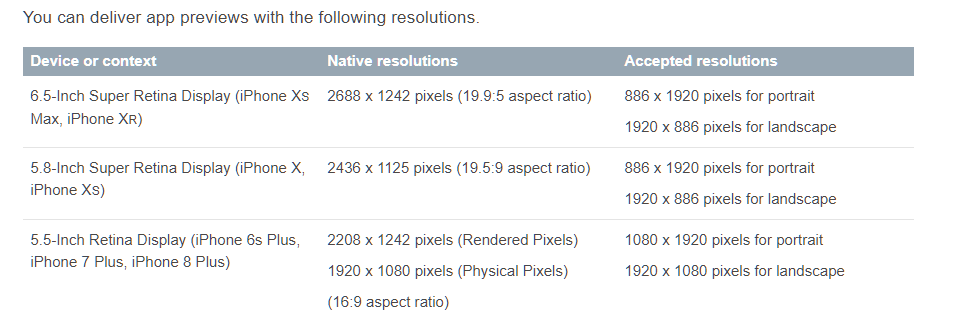 You can deliver app previews with the following resolutions.
Device or context Native resolutions Accepted resolutions
6.5-Inch Super Retina Display (iPhone Xs Max, iPhone XR)
2688 x 1242 pixels (19.9:5 aspect ratio)
886 x 1920 pixels for portrait
1920 x 886 pixels for landscape
5.8-Inch Super Retina Display (iPhone X, iPhone Xs)
2436 x 1125 pixels (19.5:9 aspect ratio)
886 x 1920 pixels for portrait
1920 x 886 pixels for landscape
5.5-Inch Retina Display (iPhone 6s Plus, iPhone 7 Plus, iPhone 8 Plus)
2208 x 1242 pixels (Rendered Pixels)
1920 x 1080 pixels (Physical Pixels)
(16:9 aspect ratio)
1080 x 1920 pixels for portrait
1920 x 1080 pixels for landscape